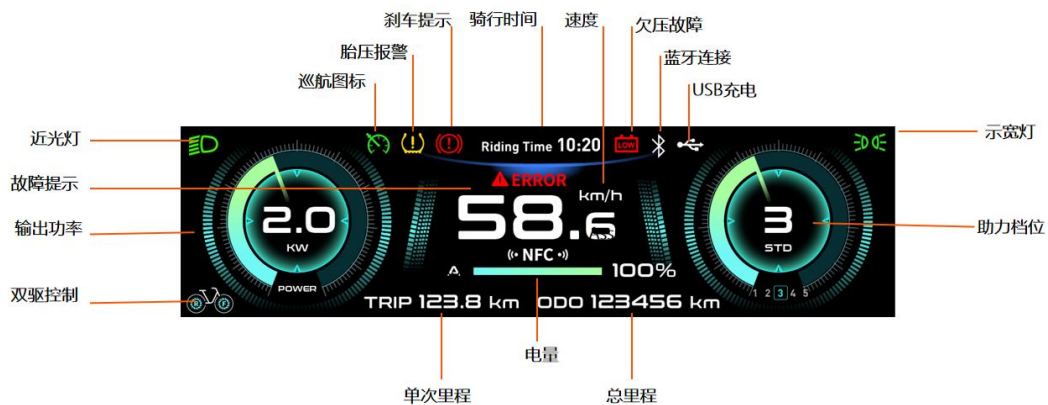 刹车提示 骑行时间 速度 欠压故障
胎压报警 蓝牙连接
巡航图标 USB充电
近光灯 示宽灯
Riding Time 10:20 LOW
故障提示 ERROR
km/h
输出功率 2.0 58.6 3 助力档位
KW STD
NFC
POWER A 100% 1 2 3 4 5
双驱控制 R F
TRIP 123.8 km ODO 123456 km
电量
单次里程 总里程